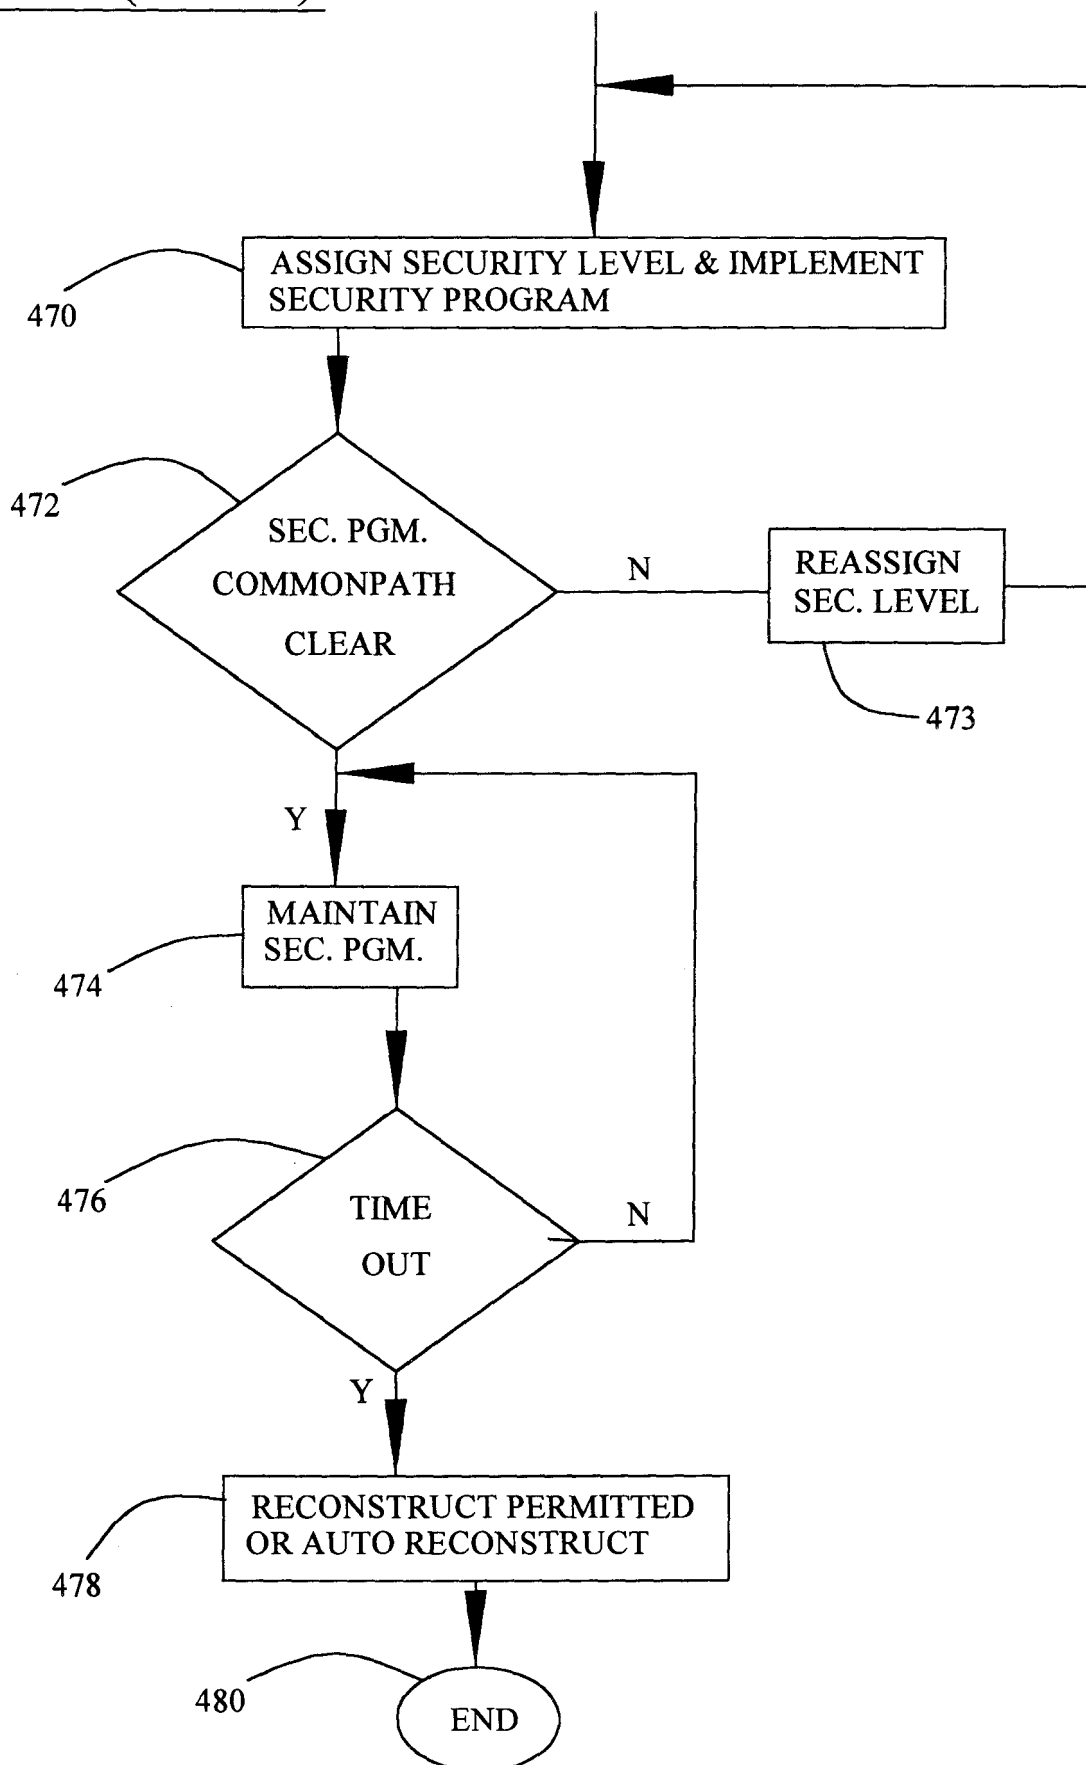 ASSIGN SECURITY LEVEL & IMPLEMENT
SECURITY PROGRAM
470
472
SEC. PGM.
COMMONPATH
CLEAR
N
REASSIGN
SEC. LEVEL
473
Y
MAINTAIN
SEC. PGM.
474
476
TIME
OUT
N
Y
RECONSTRUCT PERMITTED
OR AUTO RECONSTRUCT
478
480
END